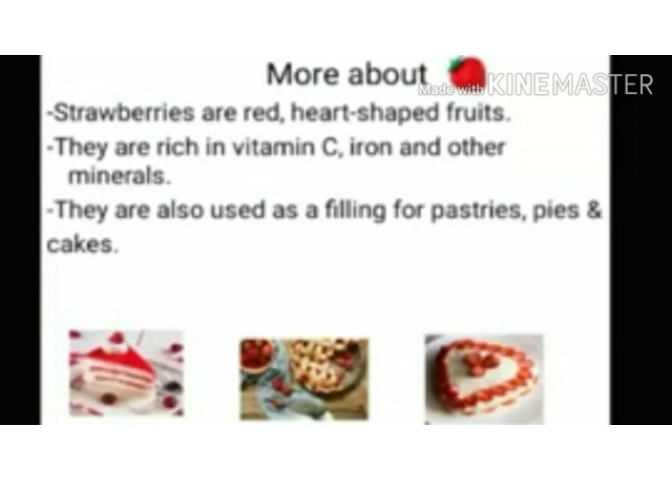 More about
Made with KINEMASTER
-Strawberries are red, heart-shaped fruits.
-They are rich in vitamin C, iron and other
minerals.
-They are also used as a filling for pastries, pies &
cakes.